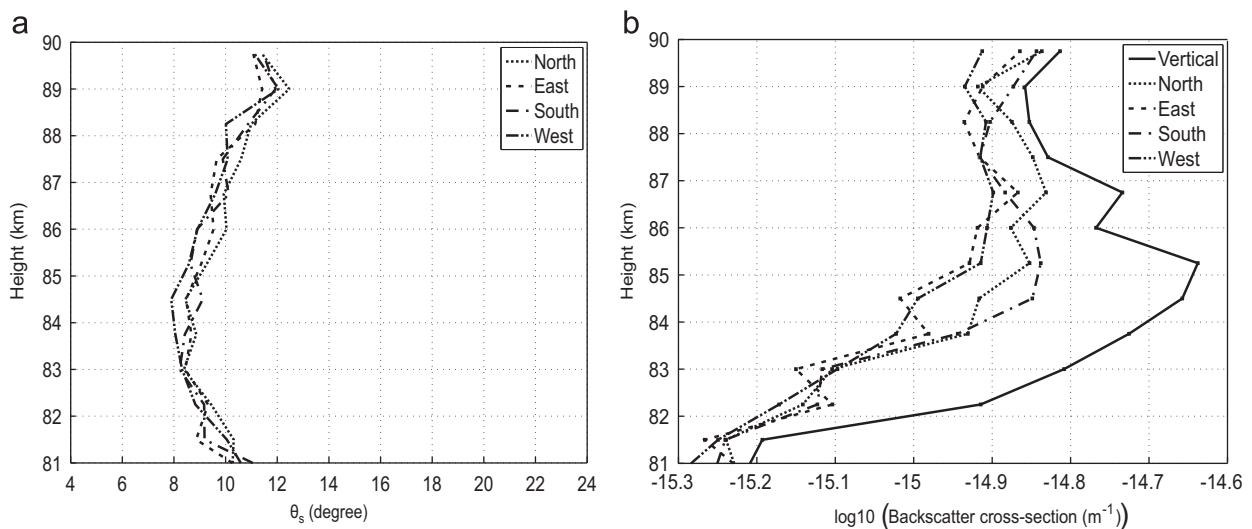 a
90
89
88
87
86
85
84
83
82
81
Height (km)
4 6 8 10 12 14 16 18 20 22 24
θs (degree)
North
East
South
West
b
90
89
88
87
86
85
84
83
82
81
Height (km)
-15.3 -15.2 -15.1 -15 -14.9 -14.8 -14.7 -14.6
log10 (Backscatter cross-section (m⁻¹)
Vertical
North
East
South
West